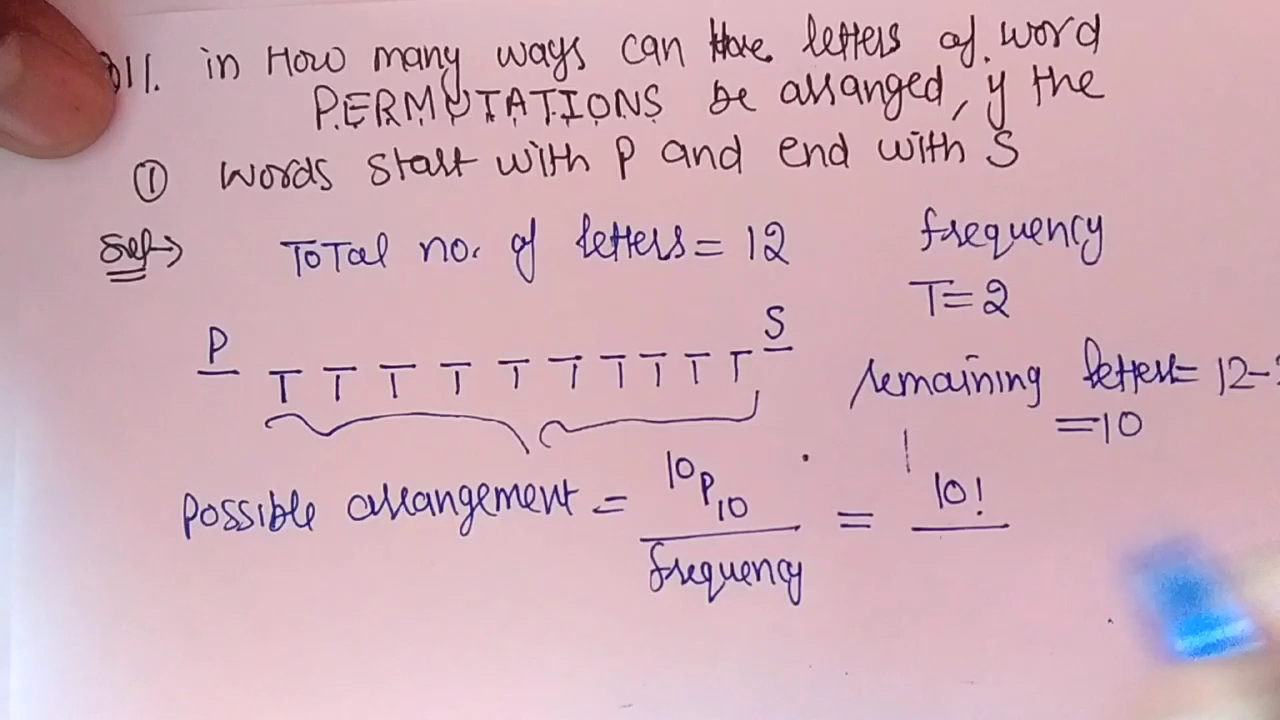 Q11. in How many ways can the letters of word
PERMUTATIONS be arranged, if the
① words start with P and end with S
Sol→ Total no. of letters = 12 frequency
T=2
P T T T T T T T T T T S
remaining letters= 12-
=10
Possible arrangement = ¹⁰P₁₀ / frequency = 10!